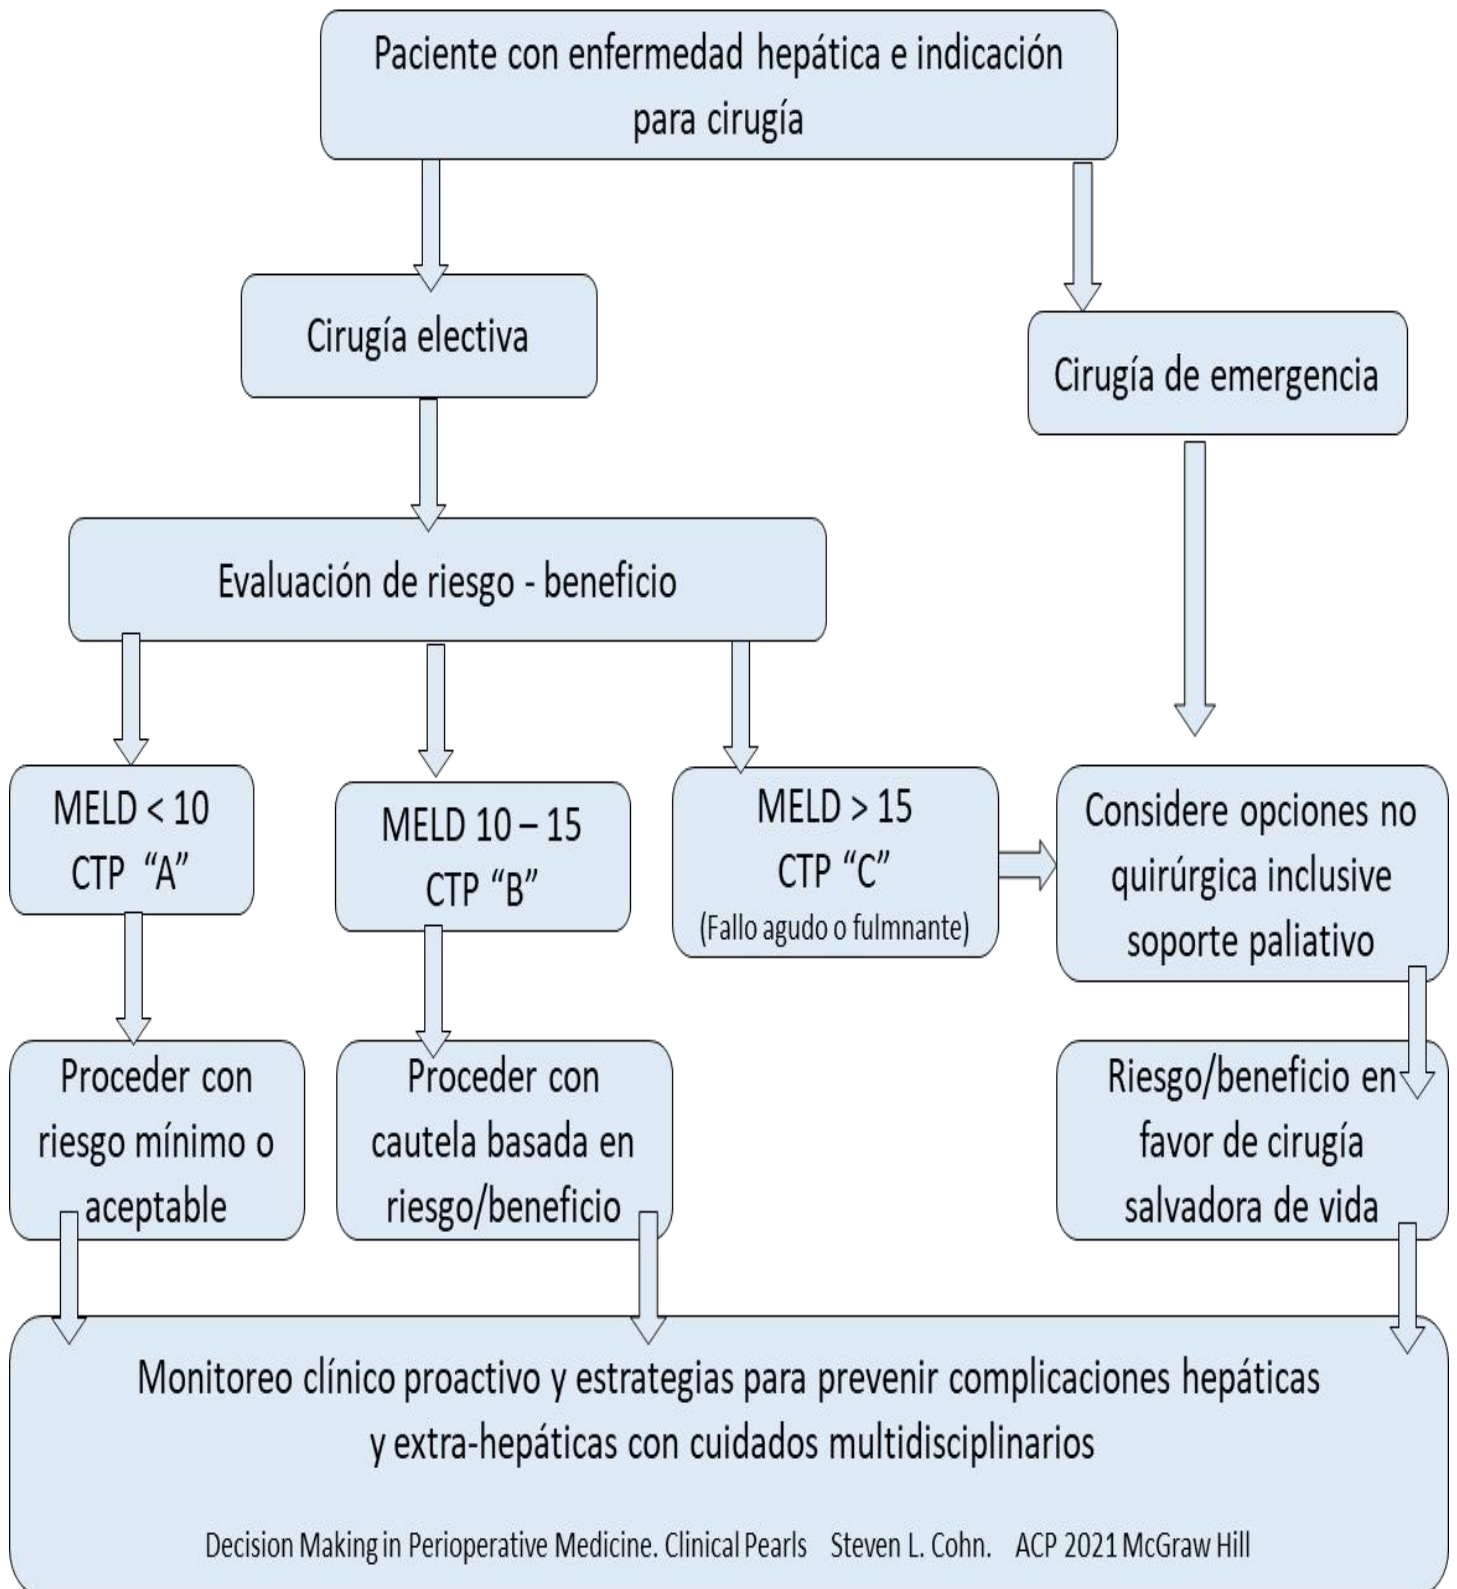 Paciente con enfermedad hepática e indicación
para cirugía
Cirugía electiva
Cirugía de emergencia
Evaluación de riesgo - beneficio
MELD < 10
CTP “A”
MELD 10 – 15
CTP “B”
MELD > 15
CTP “C”
(Fallo agudo o fulmnante)
Considere opciones no
quirúrgica inclusive
soporte paliativo
Proceder con
riesgo mínimo o
aceptable
Proceder con
cautela basada en
riesgo/beneficio
Riesgo/beneficio en
favor de cirugía
salvadora de vida
Monitoreo clínico proactivo y estrategias para prevenir complicaciones hepáticas
y extra-hepáticas con cuidados multidisciplinarios
Decision Making in Perioperative Medicine. Clinical Pearls Steven L. Cohn. ACP 2021 McGraw Hill